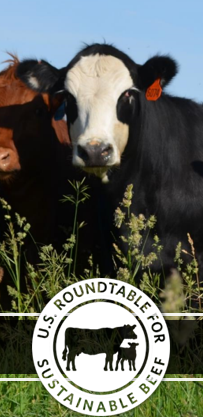 U.S. ROUNDTABLE FOR
SUSTAINABLE BEEF